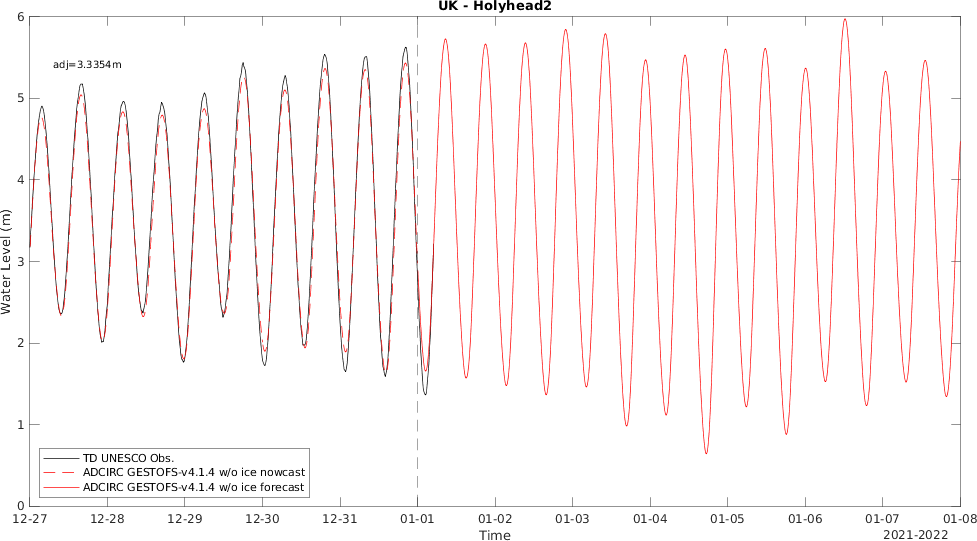 UK - Holyhead2
adj=3.3354m
Water Level (m)
6
5
4
3
2
1
0
TD UNESCO Obs.
ADCIRC GESTOFS-v4.1.4 w/o ice nowcast
ADCIRC GESTOFS-v4.1.4 w/o ice forecast
12-27 12-28 12-29 12-30 12-31 01-01 01-02 01-03 01-04 01-05 01-06 01-07 01-08
Time
2021-2022